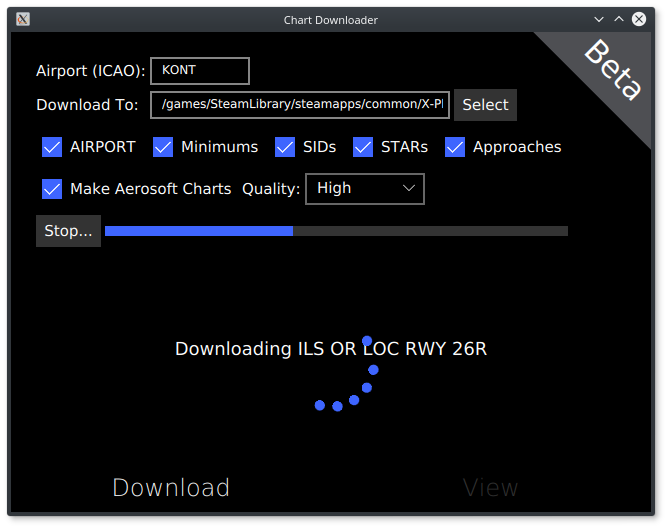 Chart Downloader
Beta
Airport (ICAO): KONT
Download To: /games/SteamLibrary/steamapps/common/X-Pl Select
AIRPORT Minimums SIDs STARs Approaches
Make Aerosoft Charts Quality: High
Stop...
Downloading ILS OR LOC RWY 26R
Download View